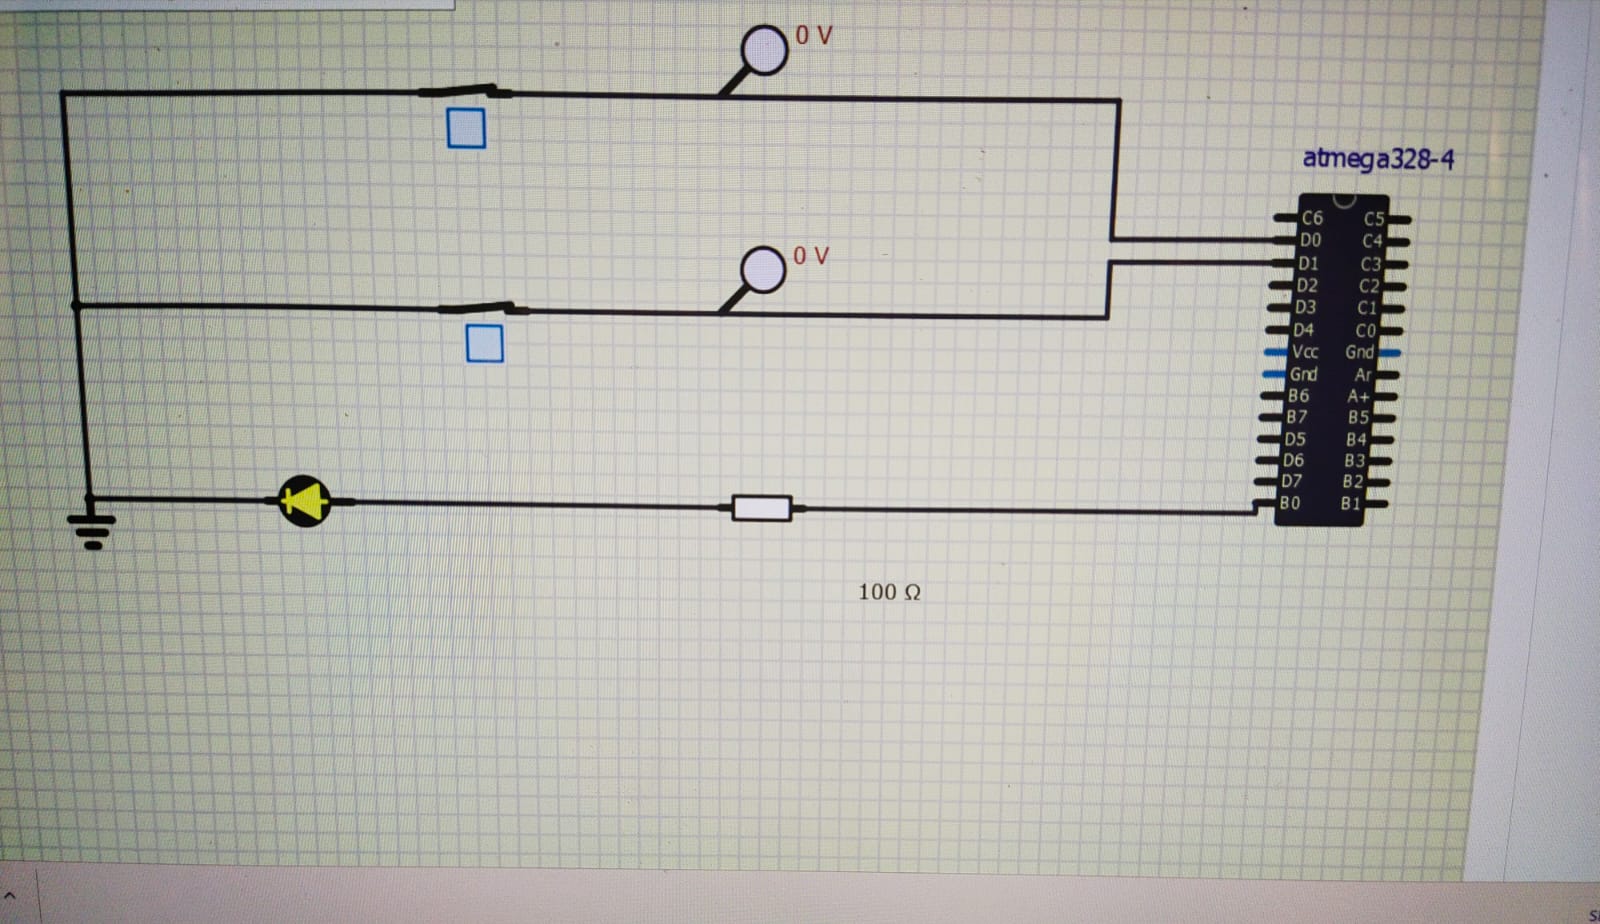 0 V
atmega328-4
C6 C5
D0 C4
0 V
D1 C3
D2 C2
D3 C1
D4 C0
Vcc Gnd
Gnd Ar
B6 A+
B7 B5
D5 B4
D6 B3
D7 B2
B0 B1
100 Ω